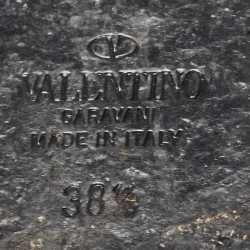 VALENTINO
GARAVANI
MADE IN ITALY
38½